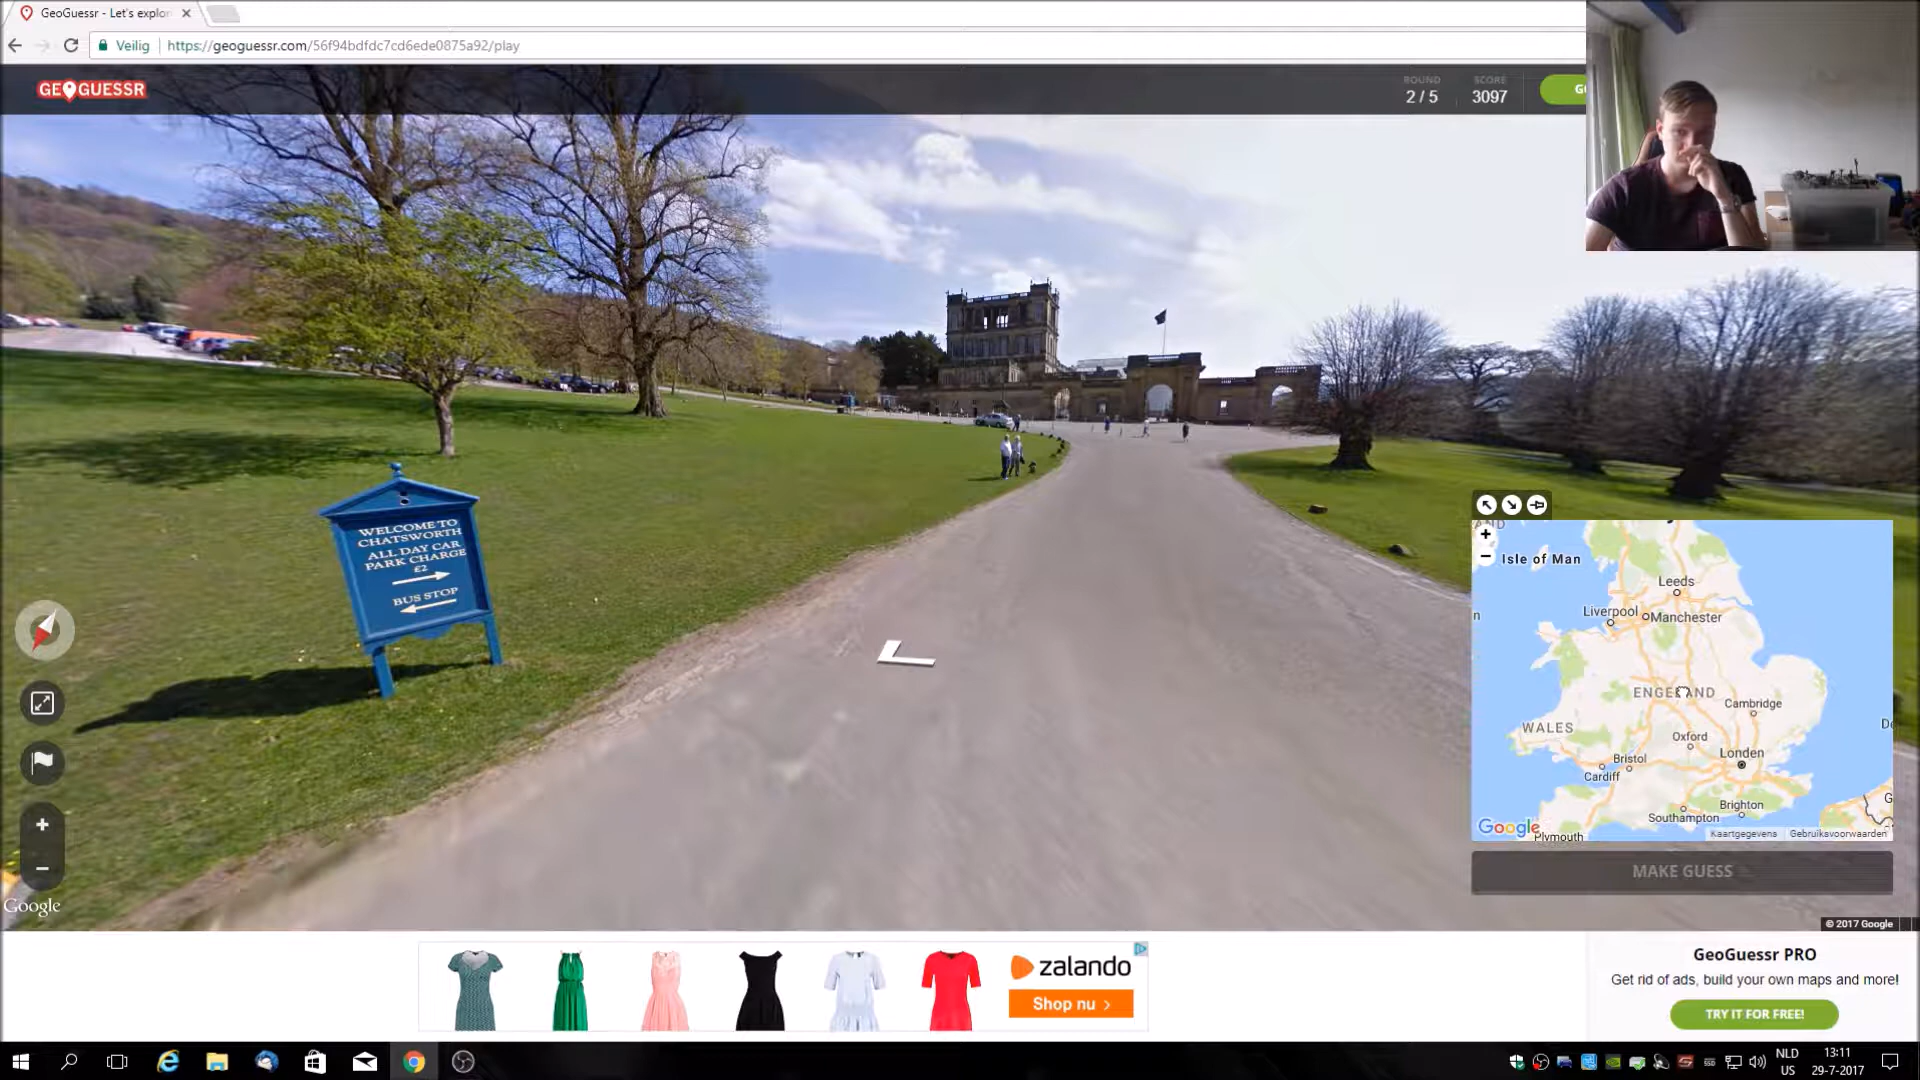 GeoGuessr - Let's explor
Veilig
https://geoguessr.com/56f94bdfdc7cd6ede0875a92/play
GEOGUESSR
ROUND
2 / 5
SCORE
3097
WELCOME TO
CHATSWORTH
ALL DAY CAR
PARK CHARGE
£2
BUS STOP
Isle of Man
Leeds
Liverpool
Manchester
ENGELAND
Cambridge
WALES
Oxford
Londen
Bristol
Cardiff
Brighton
Southampton
Plymouth
Google
Kaartgegevens
Gebruiksvoorwaarden
MAKE GUESS
Google
© 2017 Google
zalando
Shop nu >
GeoGuessr PRO
Get rid of ads, build your own maps and more!
TRY IT FOR FREE!
NLD
US
13:11
29-7-2017